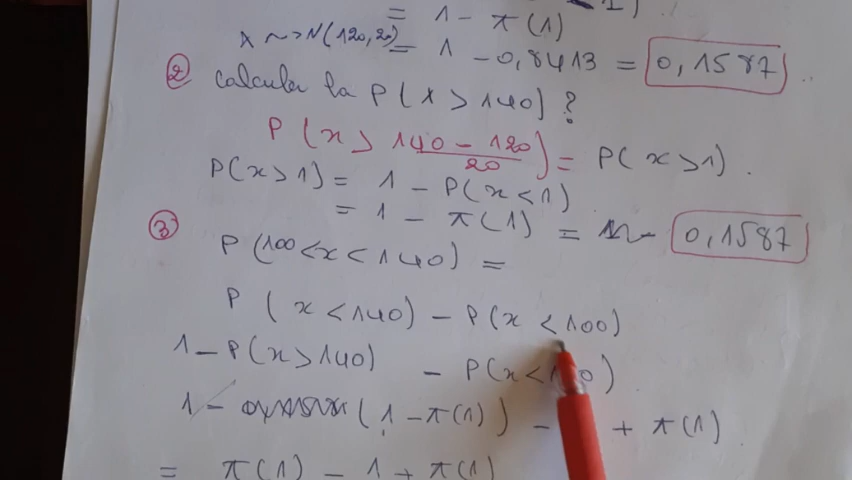 = 1 - π(1)
X ~> N(120,20) = 1 - 0,8413 = 0,1587
② calculer la P(X > 140) ?
P(x > 140 - 120 / 20) = P(x > 1).
P(x > 1) = 1 - P(x < 1)
= 1 - π(1) = 0,1587
③ P(100 < x < 140) =
P(x < 140) - P(x < 100)
1 - P(x > 140) - P(x < 0)
1 - (1 - π(1)) - + π(1)
= π(1) - 1 + π(1)